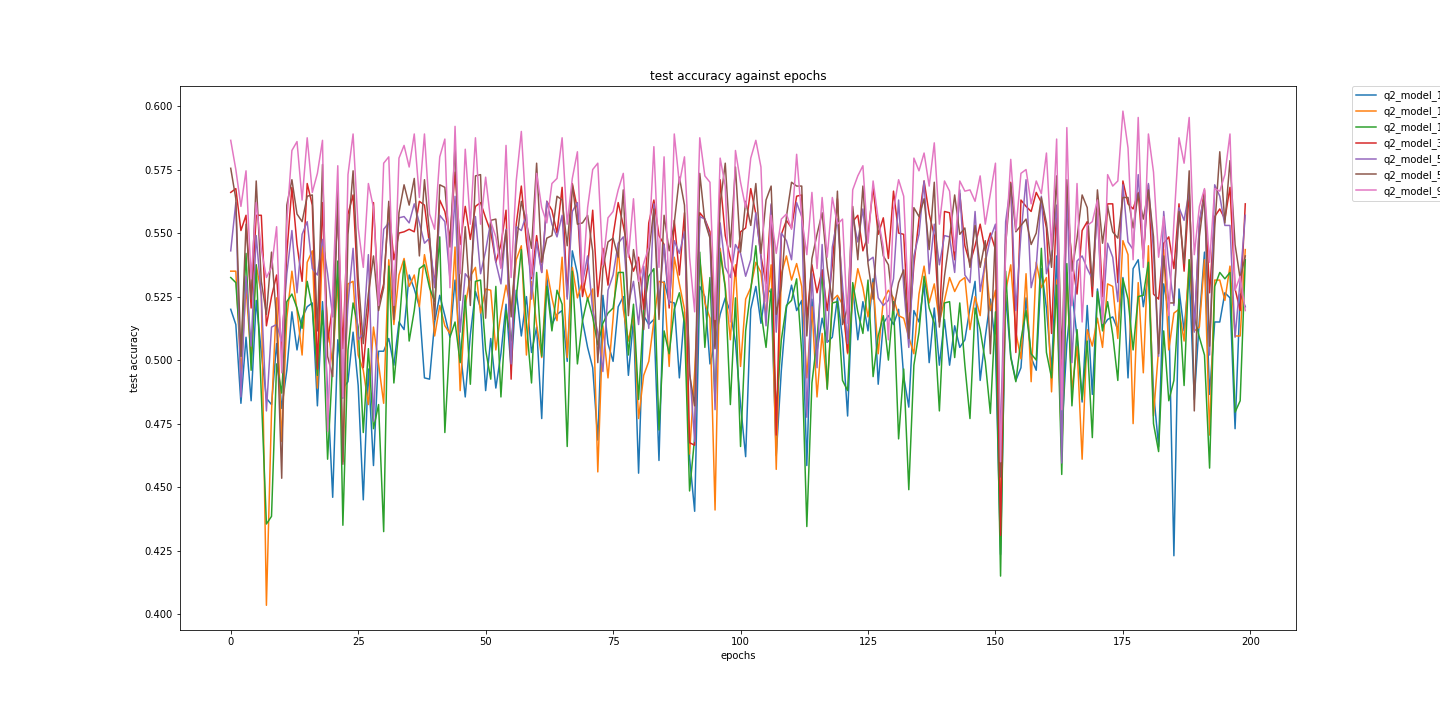 test accuracy against epochs
0.600
0.575
0.550
0.525
0.500
0.475
0.450
0.425
0.400
test accuracy
0
25
50
75
100
125
150
175
200
epochs
q2_model_1
q2_model_1
q2_model_1
q2_model_3
q2_model_5
q2_model_5
q2_model_9